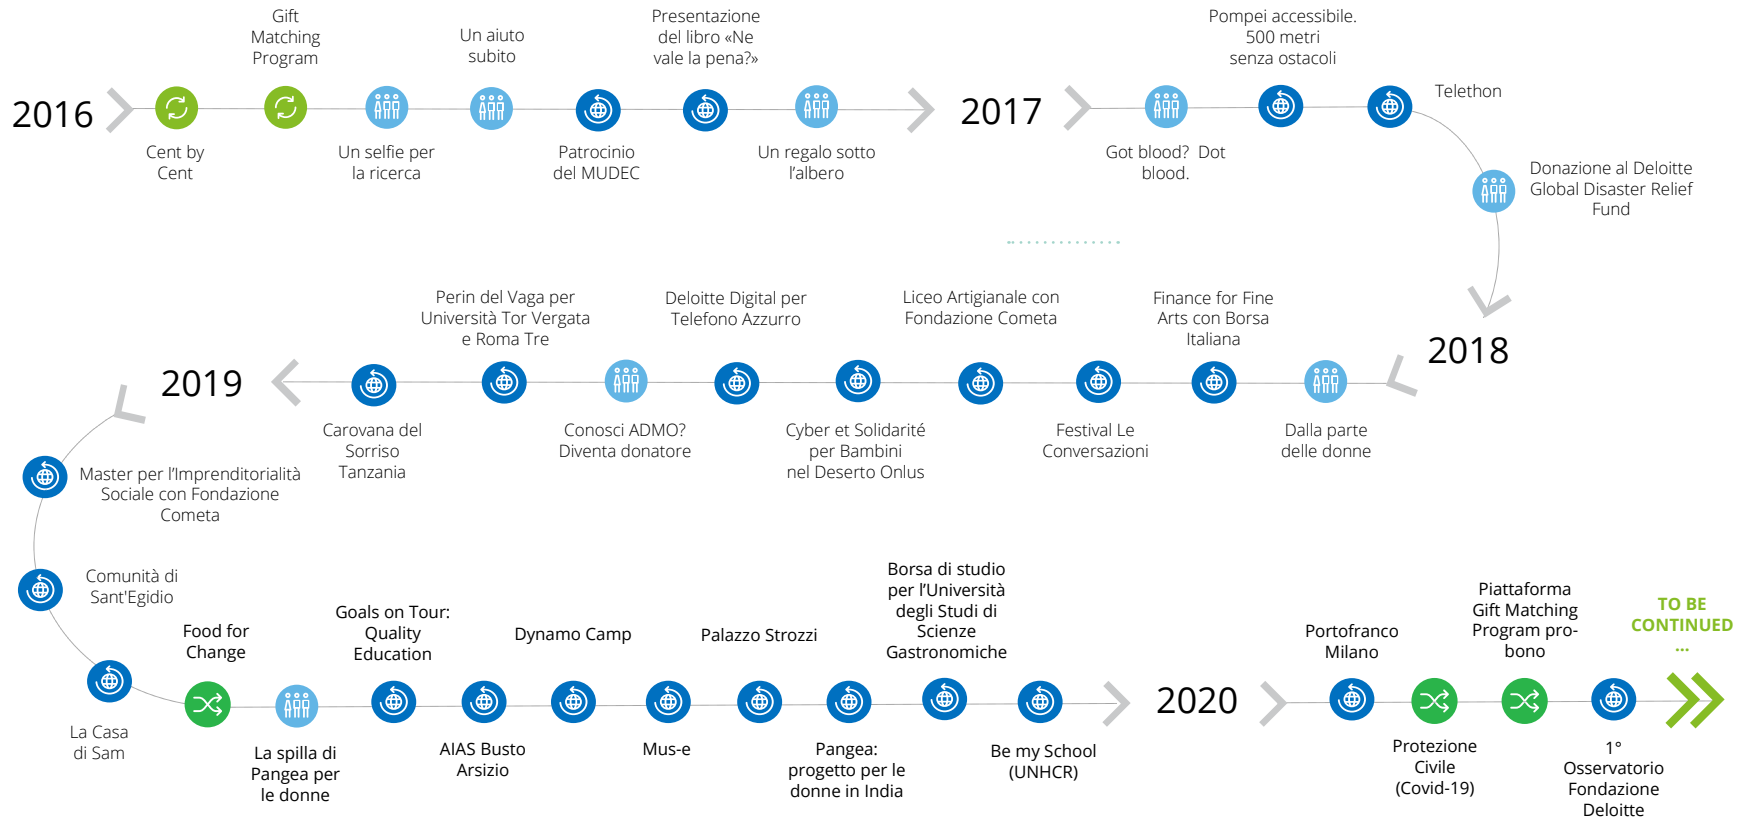 2016
Gift
Matching
Program
Un aiuto
subito
Presentazione
del libro «Ne
vale la pena?»
Cent by
Cent
Un selfie per
la ricerca
Patrocinio
del MUDEC
Un regalo sotto
l'albero
2017
Pompei accessibile.
500 metri
senza ostacoli
Telethon
Got blood? Dot
blood.
Donazione al Deloitte
Global Disaster Relief
Fund
2018
Finance for Fine
Arts con Borsa
Italiana
Liceo Artigianale con
Fondazione Cometa
Deloitte Digital per
Telefono Azzurro
Perin del Vaga per
Università Tor Vergata
e Roma Tre
Dalla parte
delle donne
Festival Le
Conversazioni
Cyber et Solidarité
per Bambini
nel Deserto Onlus
Conosci ADMO?
Diventa donatore
Carovana del
Sorriso
Tanzania
2019
Master per l'Imprenditorialità
Sociale con Fondazione
Cometa
Comunità di
Sant'Egidio
La Casa
di Sam
Food for
Change
La spilla di
Pangea per
le donne
Goals on Tour:
Quality
Education
AIAS Busto
Arsizio
Dynamo Camp
Mus-e
Palazzo Strozzi
Pangea:
progetto per le
donne in India
Borsa di studio
per l'Università
degli Studi di
Scienze
Gastronomiche
Be my School
(UNHCR)
2020
Portofranco
Milano
Protezione
Civile
(Covid-19)
Piattaforma
Gift Matching
Program pro-
bono
1°
Osservatorio
Fondazione
Deloitte
TO BE
CONTINUED
...